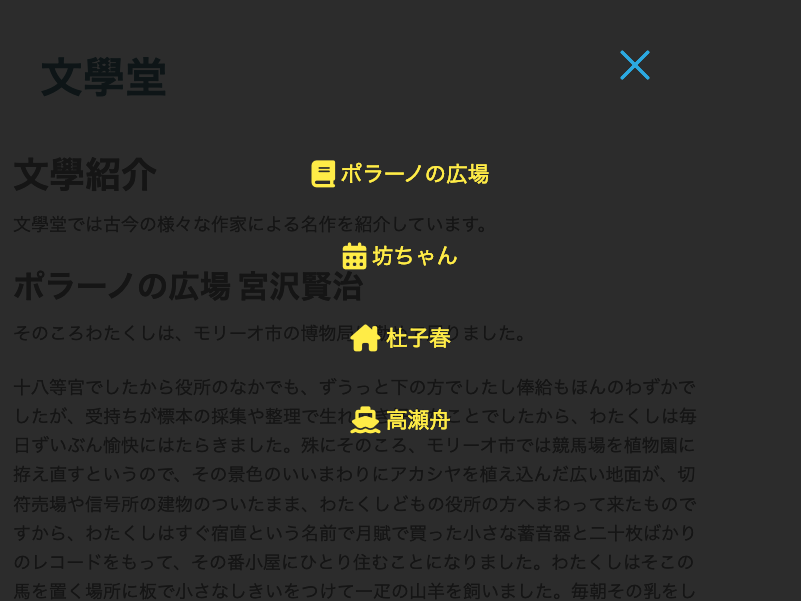 文學堂
文學紹介
文學堂では古今の様々な作家による名作を紹介しています。
ポラーノの広場 宮沢賢治
そのころわたくしは、モリーオ市の博物局 りました。
十八等官でしたから役所のなかでも、ずうっと下の方でしたし俸給もほんのわずかで
したが、受持ちが標本の採集や整理で生れ ことでしたから、わたくしは毎
日ずいぶん愉快にはたらきました。殊にそのころ、モリーオ市では競馬場を植物園に
拵え直すというので、その景色のいいまわりにアカシヤを植え込んだ広い地面が、切
符売場や信号所の建物のついたまま、わたくしどもの役所の方へまわって来たもので
すから、わたくしはすぐ宿直という名前で月賦で買った小さな蓄音器と二十枚ばかり
のレコードをもって、その番小屋にひとり住むことになりました。わたくしはそこの
馬を置く場所に板で小さなしきいをつけて一疋の山羊を飼いました。毎朝その乳をし
ポラーノの広場
坊ちゃん
杜子春
高瀬舟